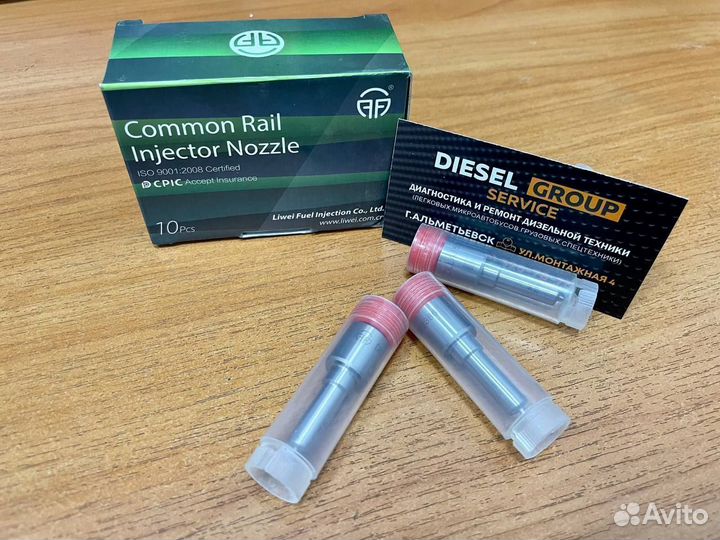 Common Rail
Injector Nozzle
ISO 9001:2008 Certified
CPIC Accept Insurance
10Pcs
Liwei Fuel Injection Co., Ltd.
www.liwei.com.cn
DIESEL GROUP
SERVICE
ДИАГНОСТИКА И РЕМОНТ ДИЗЕЛЬНОЙ ТЕХНИКИ
(ЛЕГКОВЫХ,МИКРОАВТОБУСОВ,ГРУЗОВЫХ,СПЕЦТЕХНИКИ)
Г.АЛЬМЕТЬЕВСК УЛ.МОНТАЖНАЯ 4
Avito